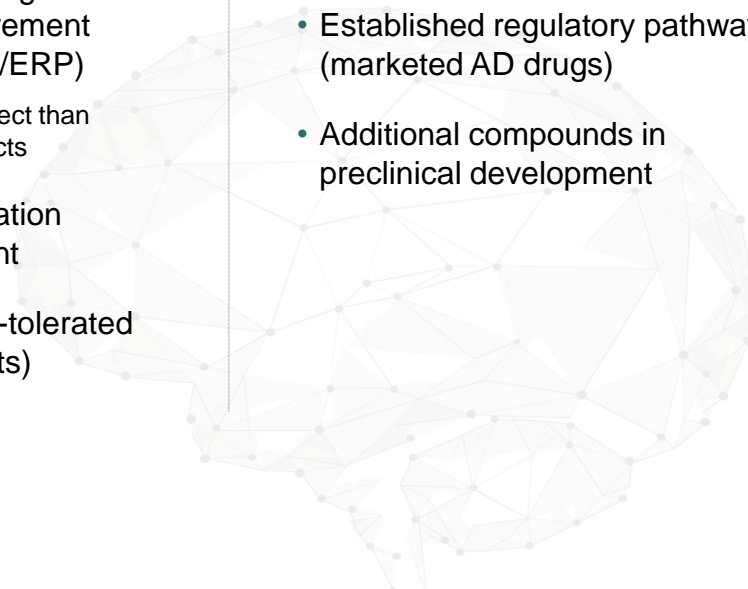 vement
/ERP)
ect than
cts
ation
nt
-tolerated
ts)
• Established regulatory pathwa
(marketed AD drugs)
• Additional compounds in
preclinical development